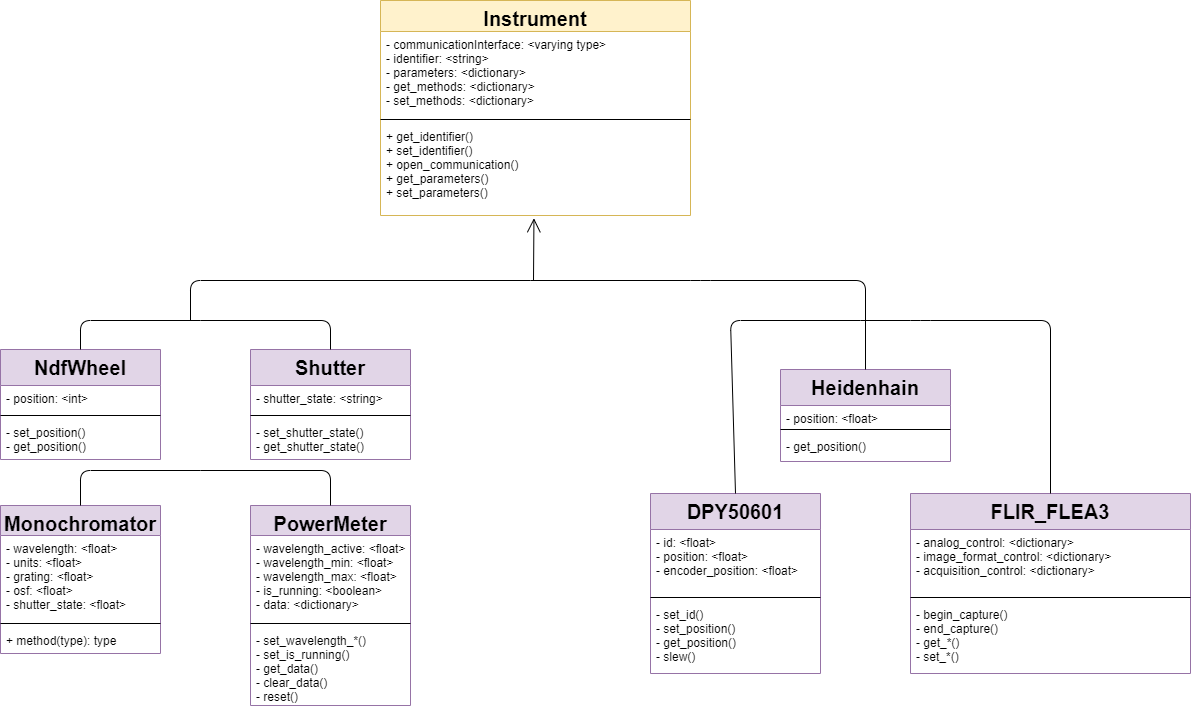 Instrument
- communicationInterface: <varying type>
- identifier: <string>
- parameters: <dictionary>
- get_methods: <dictionary>
- set_methods: <dictionary>
+ get_identifier()
+ set_identifier()
+ open_communication()
+ get_parameters()
+ set_parameters()
NdfWheel
- position: <int>
- set_position()
- get_position()
Shutter
- shutter_state: <string>
- set_shutter_state()
- get_shutter_state()
Heidenhain
- position: <float>
- get_position()
Monochromator
- wavelength: <float>
- units: <float>
- grating: <float>
- osf: <float>
- shutter_state: <float>
+ method(type): type
PowerMeter
- wavelength_active: <float>
- wavelength_min: <float>
- wavelength_max: <float>
- is_running: <boolean>
- data: <dictionary>
- set_wavelength_*()
- set_is_running()
- get_data()
- clear_data()
- reset()
DPY50601
- id: <float>
- position: <float>
- encoder_position: <float>
- set_id()
- set_position()
- get_position()
- slew()
FLIR_FLEA3
- analog_control: <dictionary>
- image_format_control: <dictionary>
- acquisition_control: <dictionary>
- begin_capture()
- end_capture()
- get_*()
- set_*()